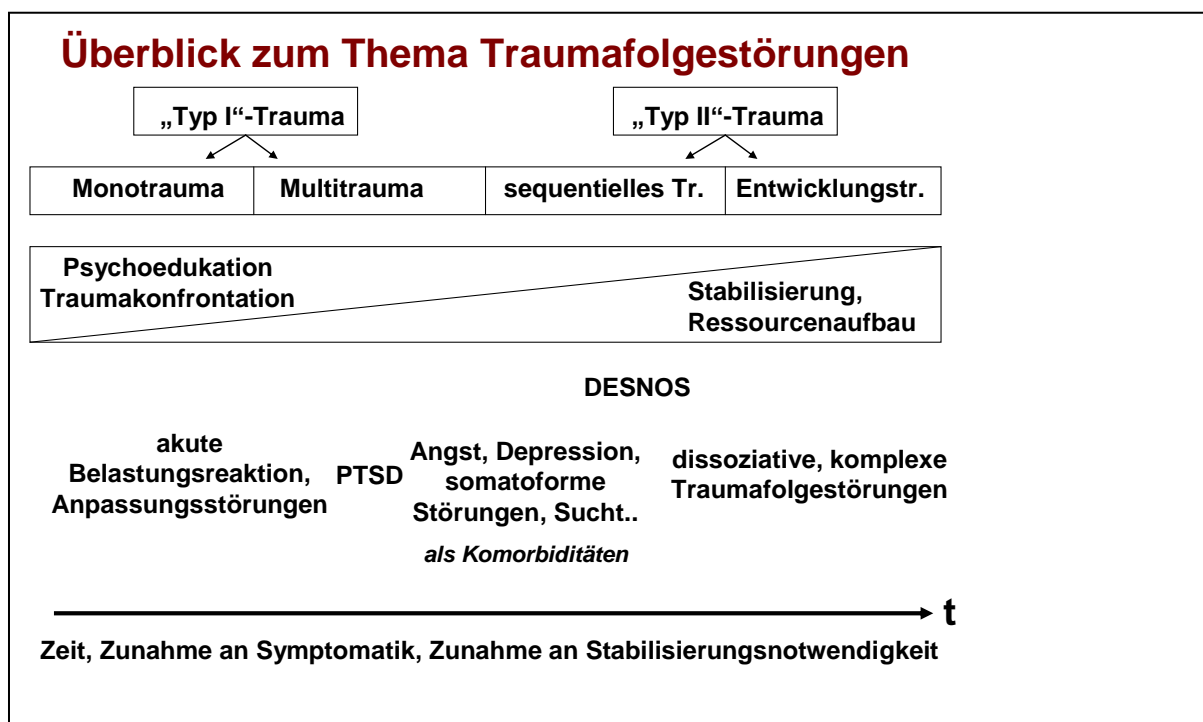 Überblick zum Thema Traumafolgestörungen
„Typ I“-Trauma
„Typ II“-Trauma
Monotrauma
Multitrauma
sequentielles Tr.
Entwicklungstr.
Psychoedukation
Traumakonfrontation
Stabilisierung,
Ressourcenaufbau
DESNOS
akute
Belastungsreaktion,
Anpassungsstörungen
PTSD
Angst, Depression,
somatoforme
Störungen, Sucht..
als Komorbiditäten
dissoziative, komplexe
Traumafolgestörungen
t
Zeit, Zunahme an Symptomatik, Zunahme an Stabilisierungsnotwendigkeit